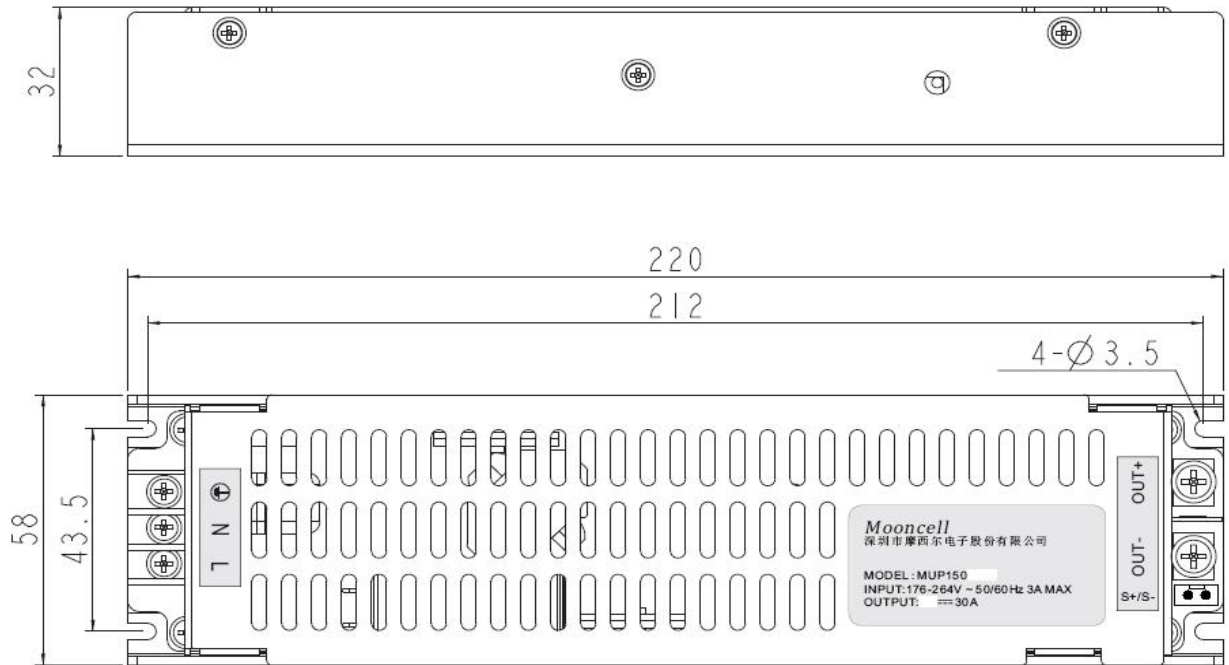 32
220
212
4-Ø3.5
58
43.5
N
L
OUT+
OUT-
S+/S-
Mooncell
深圳市摩西尔电子股份有限公司
MODEL: MUP150
INPUT:176-264V ~ 50/60Hz 3A MAX
OUTPUT: ⎓30A